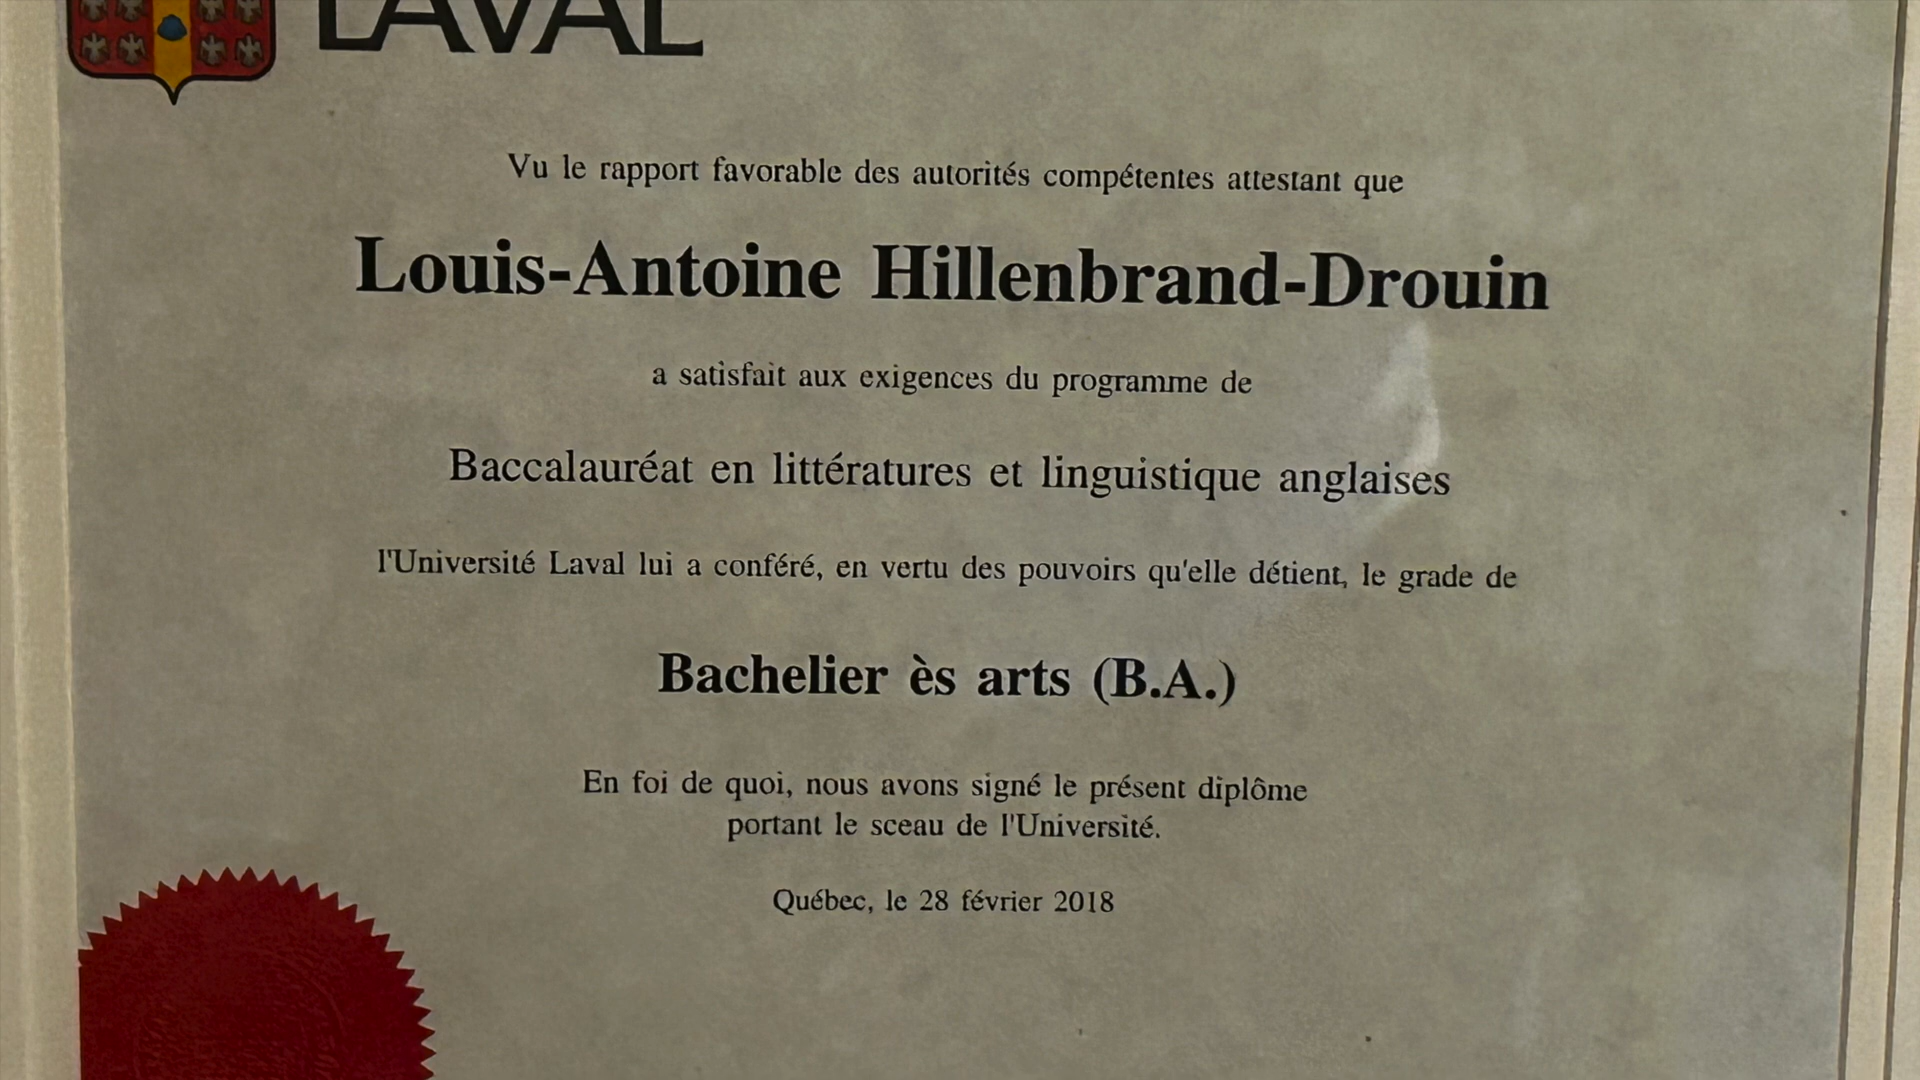 LAVAL
Vu le rapport favorable des autorités compétentes attestant que
Louis-Antoine Hillenbrand-Drouin
a satisfait aux exigences du programme de
Baccalauréat en littératures et linguistique anglaises
l'Université Laval lui a conféré, en vertu des pouvoirs qu'elle détient, le grade de
Bachelier ès arts (B.A.)
En foi de quoi, nous avons signé le présent diplôme
portant le sceau de l'Université.
Québec, le 28 février 2018